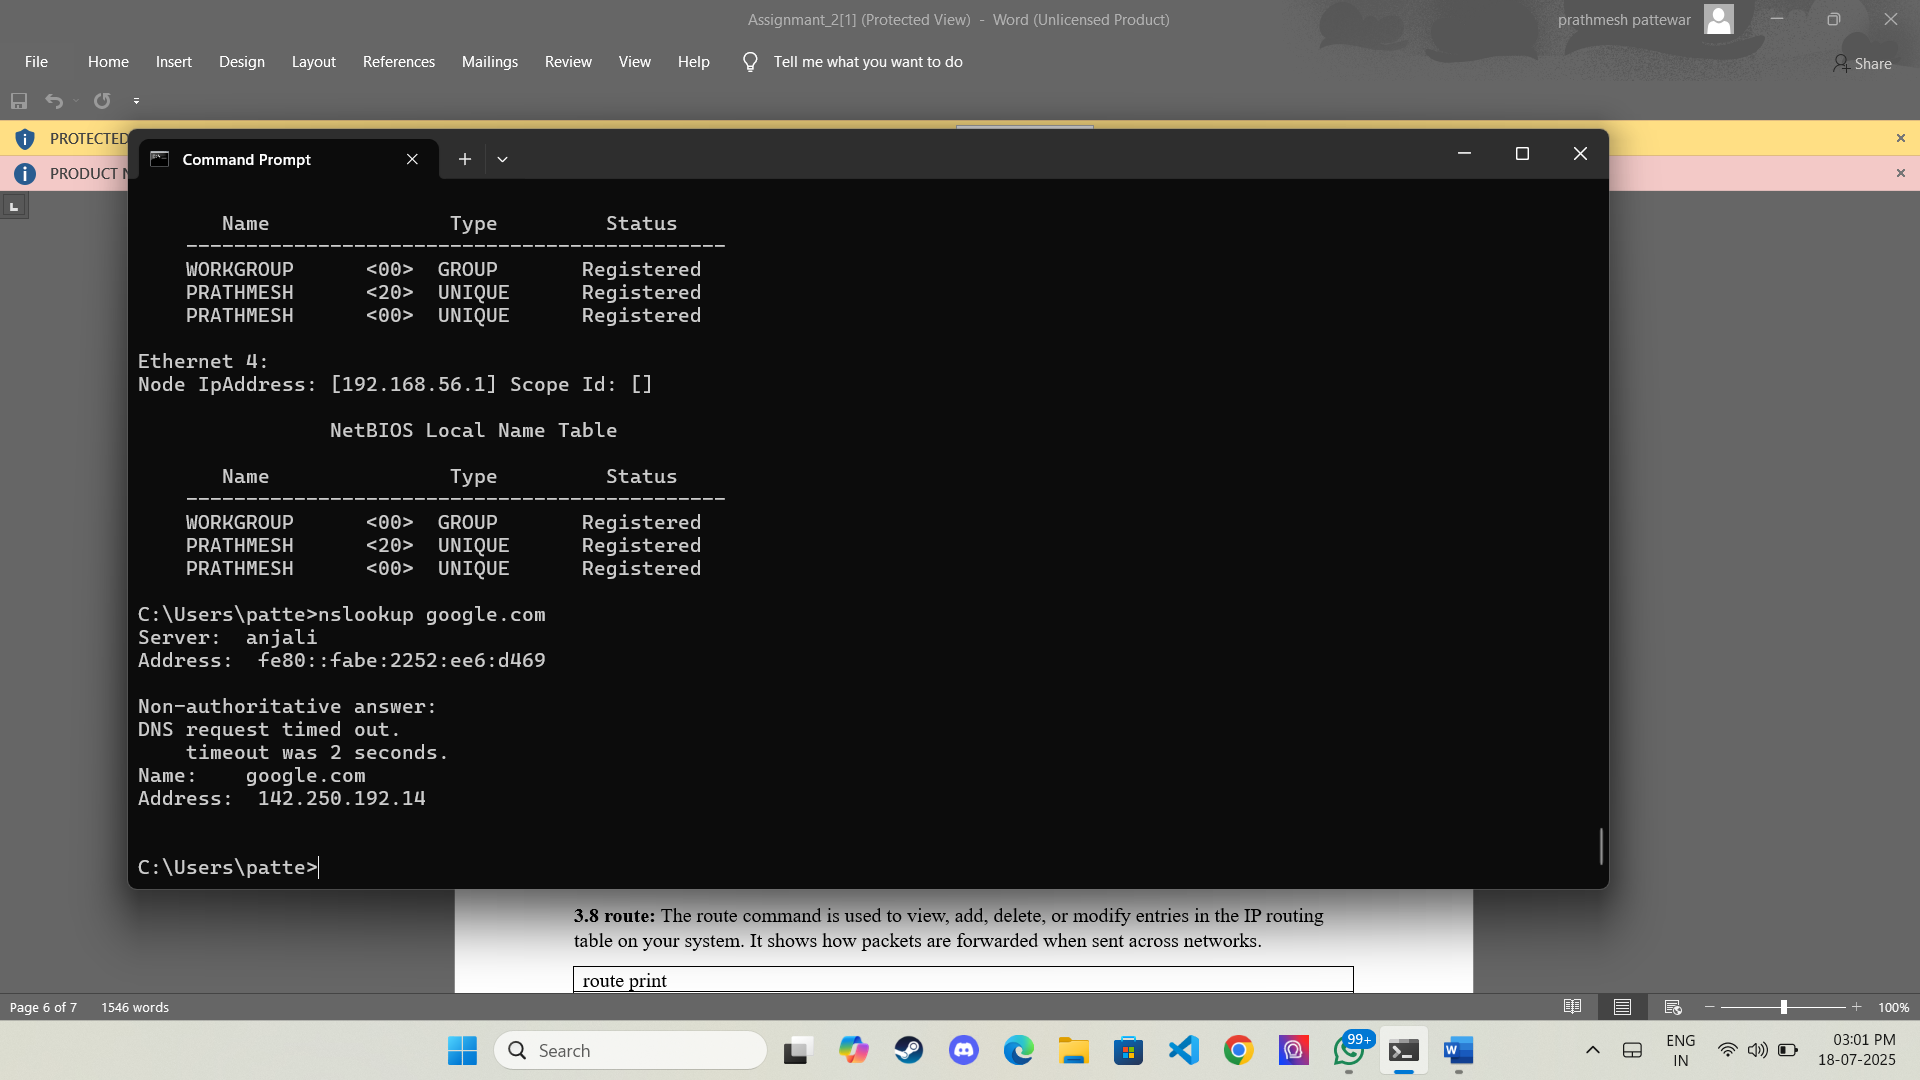 Assignmant_2[1] (Protected View) - Word (Unlicensed Product)
prathmesh pattewar
File Home Insert Design Layout References Mailings Review View Help Tell me what you want to do
Share
PROTECTED
PRODUCT N
Command Prompt
Name Type Status
---------------------------------------------
WORKGROUP <00> GROUP Registered
PRATHMESH <20> UNIQUE Registered
PRATHMESH <00> UNIQUE Registered
Ethernet 4:
Node IpAddress: [192.168.56.1] Scope Id: []
NetBIOS Local Name Table
Name Type Status
---------------------------------------------
WORKGROUP <00> GROUP Registered
PRATHMESH <20> UNIQUE Registered
PRATHMESH <00> UNIQUE Registered
C:\Users\patte>nslookup google.com
Server: anjali
Address: fe80::fabe:2252:ee6:d469
Non-authoritative answer:
DNS request timed out.
timeout was 2 seconds.
Name: google.com
Address: 142.250.192.14
C:\Users\patte>
3.8 route: The route command is used to view, add, delete, or modify entries in the IP routing
table on your system. It shows how packets are forwarded when sent across networks.
route print
Page 6 of 7 1546 words
100%
Search
99+
ENG
IN
03:01 PM
18-07-2025